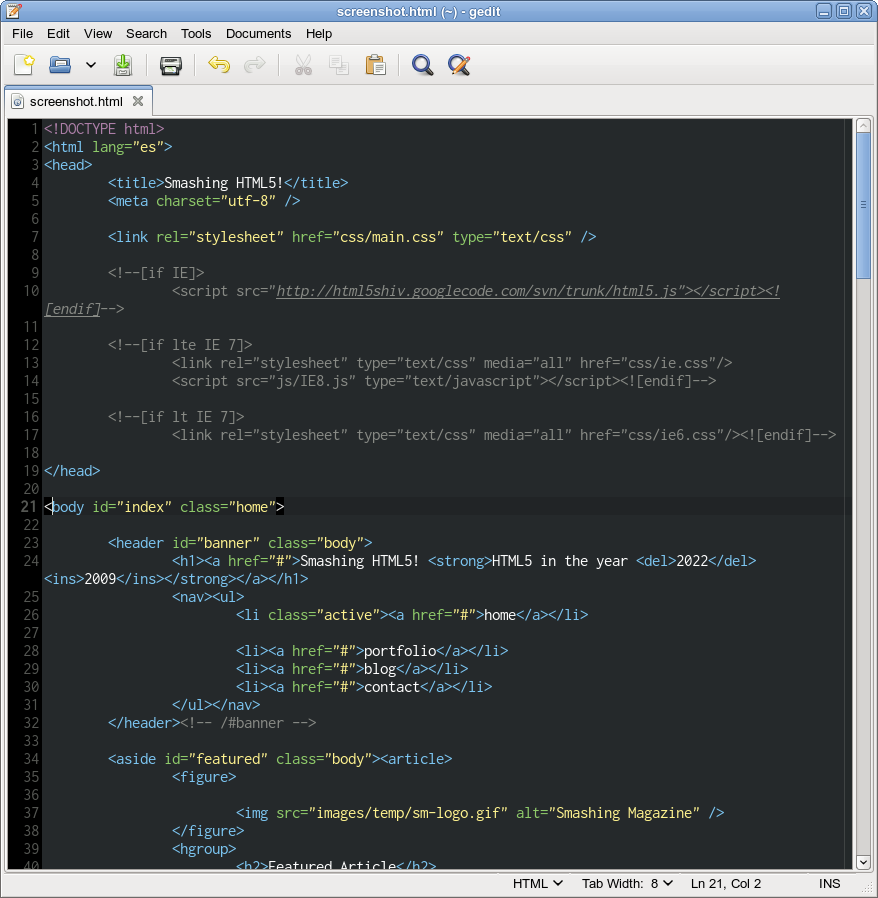 screenshot.html (~) - gedit
File Edit View Search Tools Documents Help
screenshot.html
1 <!DOCTYPE html>
2 <html lang="es">
3 <head>
4 <title>Smashing HTML5!</title>
5 <meta charset="utf-8" />
6
7 <link rel="stylesheet" href="css/main.css" type="text/css" />
8
9 <!--[if IE]>
10 <script src="http://html5shiv.googlecode.com/svn/trunk/html5.js"></script><!
[endif]-->
11
12 <!--[if lte IE 7]>
13 <link rel="stylesheet" type="text/css" media="all" href="css/ie.css"/>
14 <script src="js/IE8.js" type="text/javascript"></script><![endif]-->
15
16 <!--[if lt IE 7]>
17 <link rel="stylesheet" type="text/css" media="all" href="css/ie6.css"/><![endif]-->
18
19 </head>
20
21 <body id="index" class="home">
22
23 <header id="banner" class="body">
24 <h1><a href="#">Smashing HTML5! <strong>HTML5 in the year <del>2022</del>
<ins>2009</ins></strong></a></h1>
25 <nav><ul>
26 <li class="active"><a href="#">home</a></li>
27
28 <li><a href="#">portfolio</a></li>
29 <li><a href="#">blog</a></li>
30 <li><a href="#">contact</a></li>
31 </ul></nav>
32 </header><!-- /#banner -->
33
34 <aside id="featured" class="body"><article>
35 <figure>
36
37 <img src="images/temp/sm-logo.gif" alt="Smashing Magazine" />
38 </figure>
39 <hgroup>
40 <h2>Featured Article</h2>
HTML Tab Width: 8 Ln 21, Col 2 INS